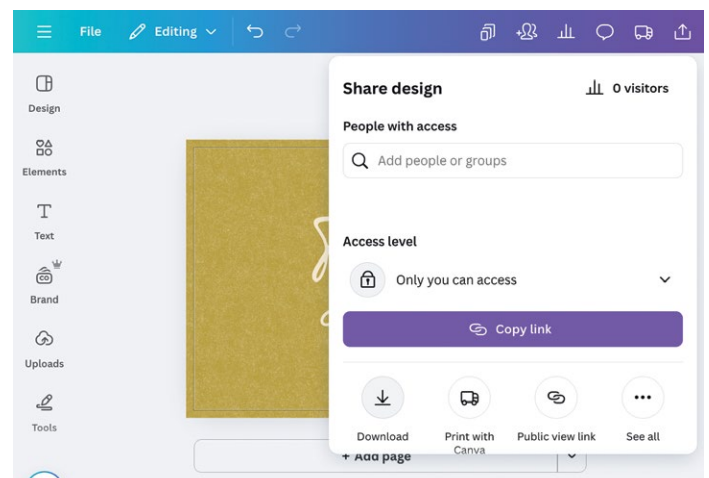 File
Editing
Design
Elements
Text
CO
Brand
Uploads
Tools
Share design
0 visitors
People with access
Add people or groups
Access level
Only you can access
Copy link
Download
Print with
Canva
Public view link
See all
+ Add page